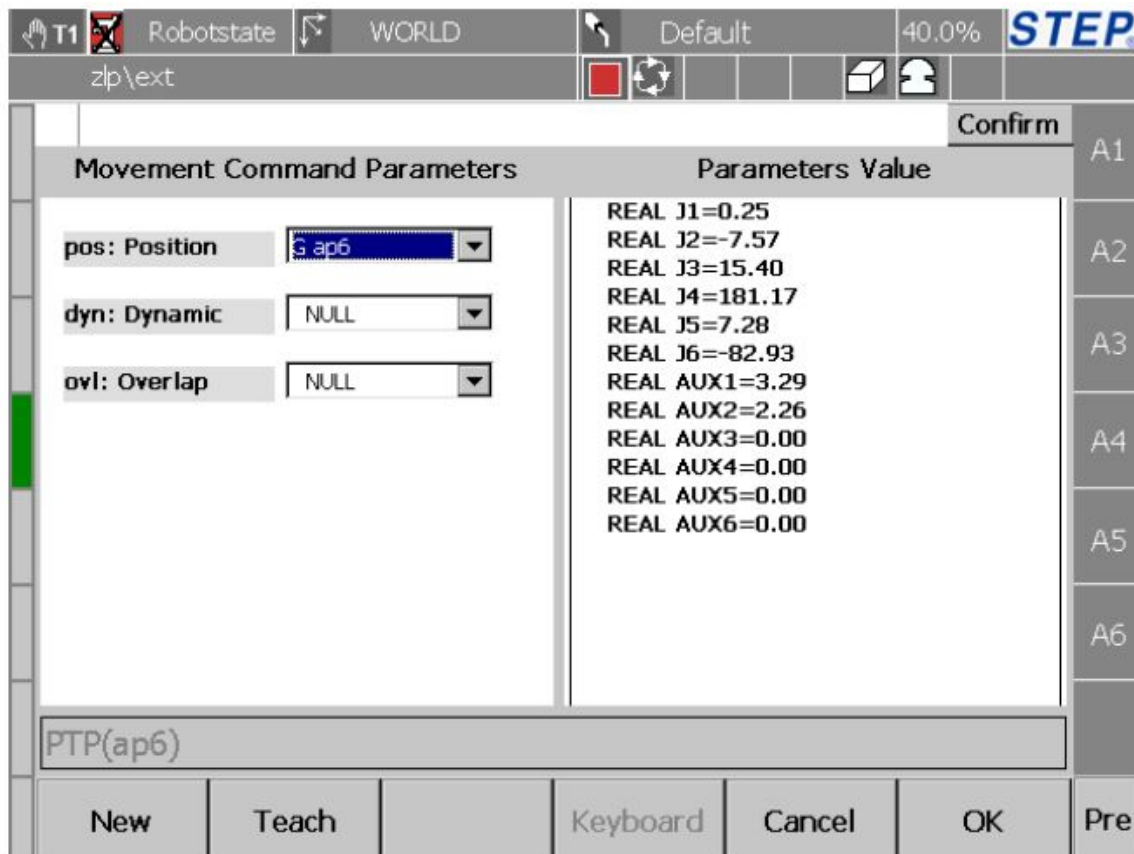 T1 Robotstate WORLD Default 40.0% STEP
zlp\ext
Confirm
Movement Command Parameters Parameters Value
pos: Position G ap6
dyn: Dynamic NULL
ovl: Overlap NULL
REAL J1=0.25
REAL J2=-7.57
REAL J3=15.40
REAL J4=181.17
REAL J5=7.28
REAL J6=-82.93
REAL AUX1=3.29
REAL AUX2=2.26
REAL AUX3=0.00
REAL AUX4=0.00
REAL AUX5=0.00
REAL AUX6=0.00
A1
A2
A3
A4
A5
A6
PTP(ap6)
New Teach Keyboard Cancel OK Pre